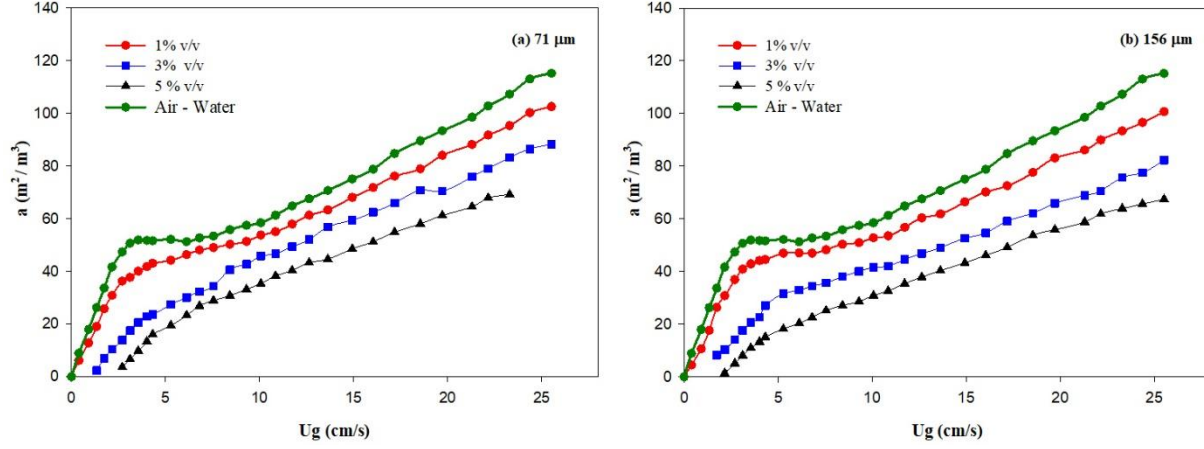 140
120
100
80
60
40
20
0
a (m² / m³)
(a) 71 µm
1% v/v
3% v/v
5 % v/v
Air - Water
0 5 10 15 20 25
Ug (cm/s)
140
120
100
80
60
40
20
0
a (m² / m³)
(b) 156 µm
1% v/v
3% v/v
5 % v/v
Air - Water
0 5 10 15 20 25
Ug (cm/s)